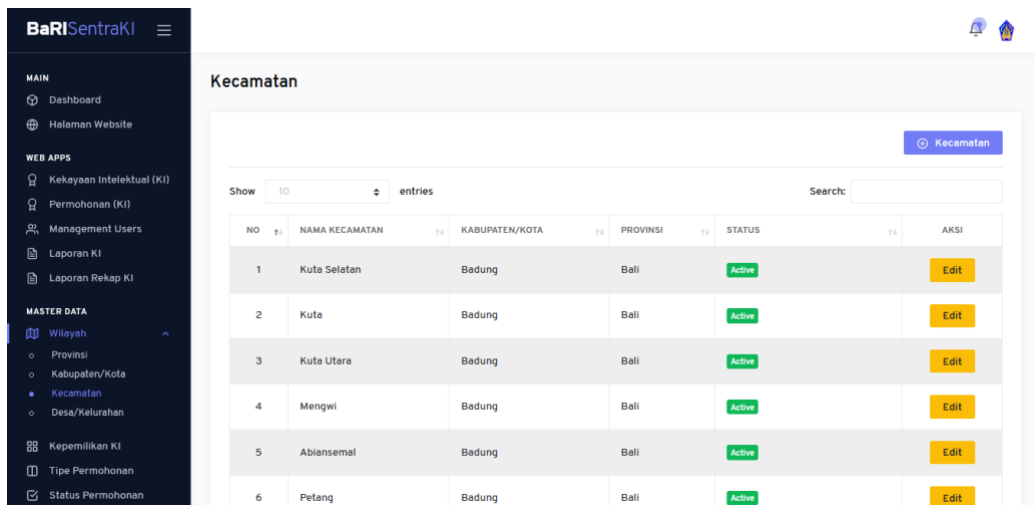 BaRISentraKI
MAIN
Dashboard
Halaman Website
WEB APPS
Kekayaan Intelektual (KI)
Permohonan (KI)
Management Users
Laporan KI
Laporan Rekap KI
MASTER DATA
Wilayah
Provinsi
Kabupaten/Kota
Kecamatan
Desa/Kelurahan
Kepemilikan KI
Tipe Permohonan
Status Permohonan
Kecamatan
Kecamatan
Show 10 entries Search:
NO NAMA KECAMATAN KABUPATEN/KOTA PROVINSI STATUS AKSI
1 Kuta Selatan Badung Bali Active Edit
2 Kuta Badung Bali Active Edit
3 Kuta Utara Badung Bali Active Edit
4 Mengwi Badung Bali Active Edit
5 Abiansemal Badung Bali Active Edit
6 Petang Badung Bali Active Edit